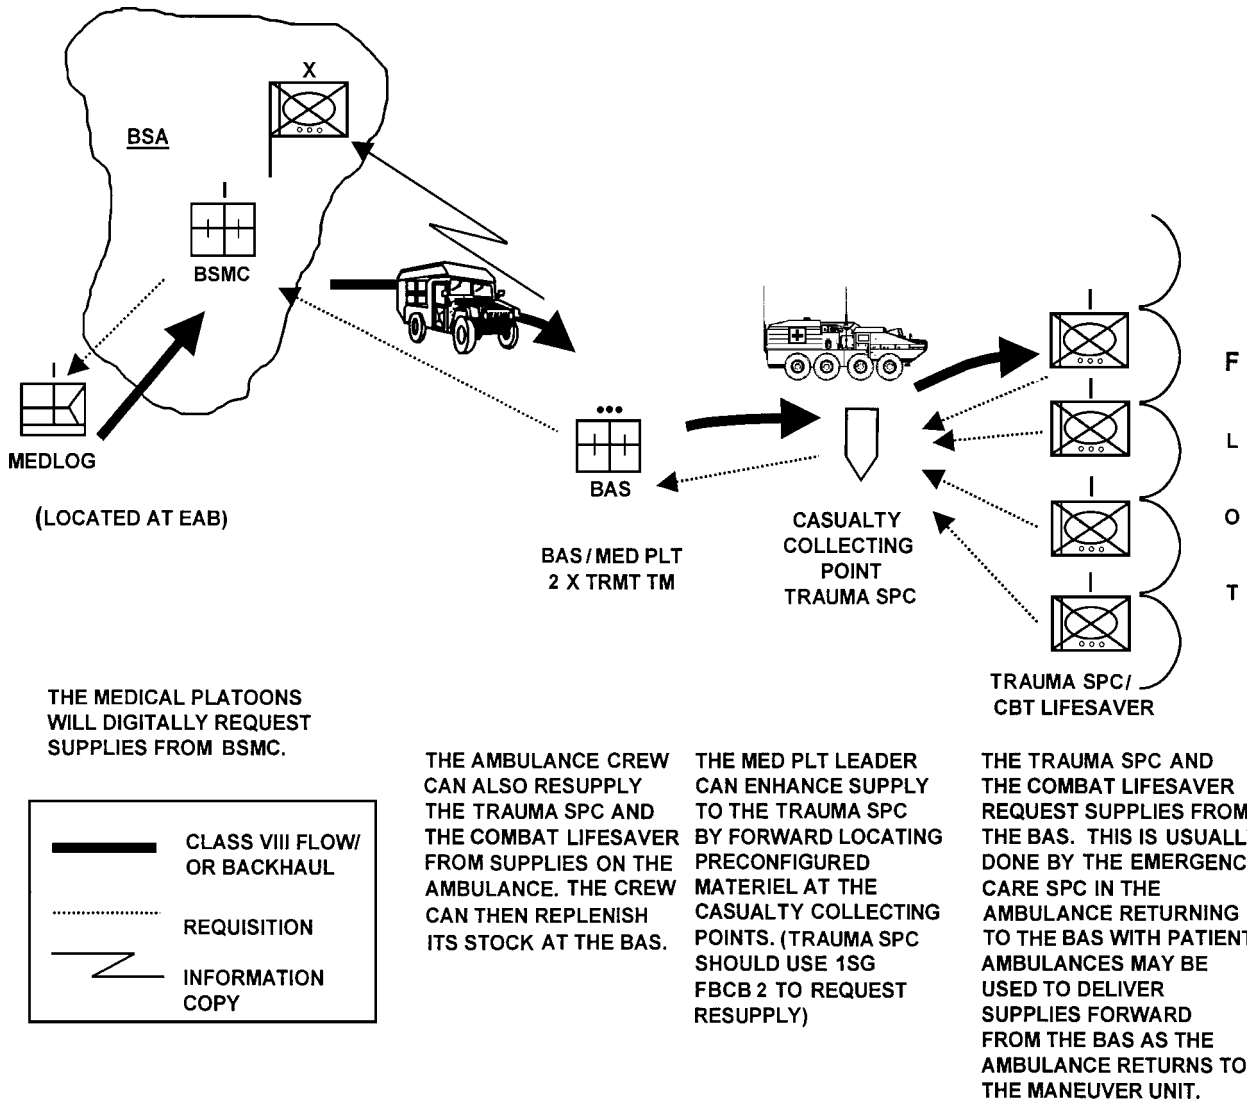 X
BSA
I
BSMC
I
MEDLOG
(LOCATED AT EAB)
BAS
BAS / MED PLT
2 X TRMT TM
CASUALTY
COLLECTING
POINT
TRAUMA SPC
I
I
I
I
F
L
O
T
TRAUMA SPC/
CBT LIFESAVER
THE MEDICAL PLATOONS
WILL DIGITALLY REQUEST
SUPPLIES FROM BSMC.
CLASS VIII FLOW/
OR BACKHAUL
REQUISITION
INFORMATION
COPY
THE AMBULANCE CREW
CAN ALSO RESUPPLY
THE TRAUMA SPC AND
THE COMBAT LIFESAVER
FROM SUPPLIES ON THE
AMBULANCE. THE CREW
CAN THEN REPLENISH
ITS STOCK AT THE BAS.
THE MED PLT LEADER
CAN ENHANCE SUPPLY
TO THE TRAUMA SPC
BY FORWARD LOCATING
PRECONFIGURED
MATERIEL AT THE
CASUALTY COLLECTING
POINTS. (TRAUMA SPC
SHOULD USE 1SG
FBCB 2 TO REQUEST
RESUPPLY)
THE TRAUMA SPC AND
THE COMBAT LIFESAVER
REQUEST SUPPLIES FROM
THE BAS. THIS IS USUALL
DONE BY THE EMERGENC
CARE SPC IN THE
AMBULANCE RETURNING
TO THE BAS WITH PATIENT
AMBULANCES MAY BE
USED TO DELIVER
SUPPLIES FORWARD
FROM THE BAS AS THE
AMBULANCE RETURNS TO
THE MANEUVER UNIT.